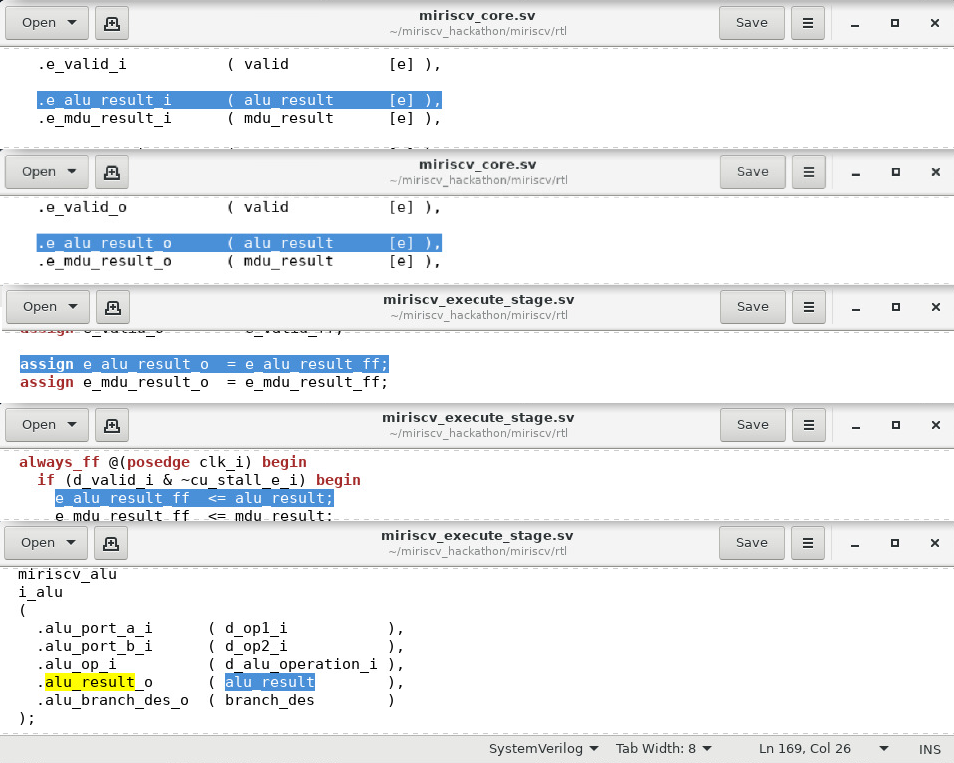 Open miriscv_core.sv Save
~/miriscv_hackathon/miriscv/rtl
.e_valid_i ( valid [e] ),
.e_alu_result_i ( alu_result [e] ),
.e_mdu_result_i ( mdu_result [e] ),
Open miriscv_core.sv Save
~/miriscv_hackathon/miriscv/rtl
.e_valid_o ( valid [e] ),
.e_alu_result_o ( alu_result [e] ),
.e_mdu_result_o ( mdu_result [e] ),
Open miriscv_execute_stage.sv Save
~/miriscv_hackathon/miriscv/rtl
assign e_valid_o = e_valid_ff;
assign e_alu_result_o = e_alu_result_ff;
assign e_mdu_result_o = e_mdu_result_ff;
Open miriscv_execute_stage.sv Save
~/miriscv_hackathon/miriscv/rtl
always_ff @(posedge clk_i) begin
if (d_valid_i & ~cu_stall_e_i) begin
e_alu_result_ff <= alu_result;
e_mdu_result_ff <= mdu_result;
Open miriscv_execute_stage.sv Save
~/miriscv_hackathon/miriscv/rtl
miriscv_alu
i_alu
(
.alu_port_a_i ( d_op1_i ),
.alu_port_b_i ( d_op2_i ),
.alu_op_i ( d_alu_operation_i ),
.alu_result_o ( alu_result ),
.alu_branch_des_o ( branch_des )
);
SystemVerilog Tab Width: 8 Ln 169, Col 26 INS